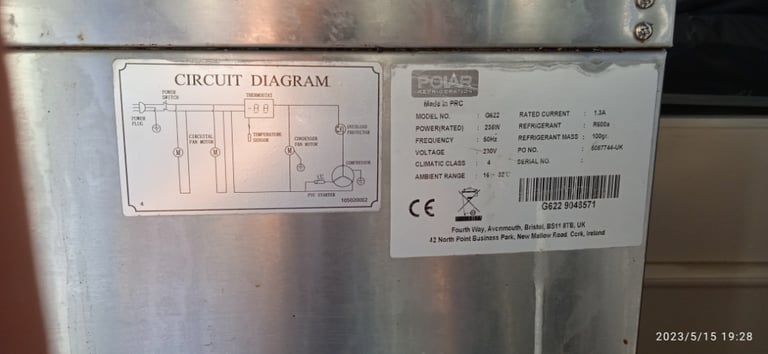 CIRCUIT DIAGRAM
POWER SWITCH
THERMOSTAT
POWER PLUG
CIRCUITAL FAN MOTOR
M
M
TEMPERATURE SENSOR
CONDENSER FAN MOTOR
M
OVERLOAD PROTECTOR
COMPRESSOR
PTC STARTER
4
POLAR
REFRIGERATION
Made in PRC
MODEL NO. : G622
POWER(RATED) : 238W
FREQUENCY : 50Hz
VOLTAGE : 230V
CLIMATIC CLASS : 4
AMBIENT RANGE : 16 - 32°C
RATED CURRENT : 1.3A
REFRIGERANT : R600a
REFRIGERANT MASS : 100gr.
PO NO. : 5087744-UK
SERIAL NO. :
CE
G622 9048571
Fourth Way, Avonmouth, Bristol, BS11 8TB, UK
42 North Point Business Park, New Mallow Road, Cork, Ireland
2023/5/15 19:28